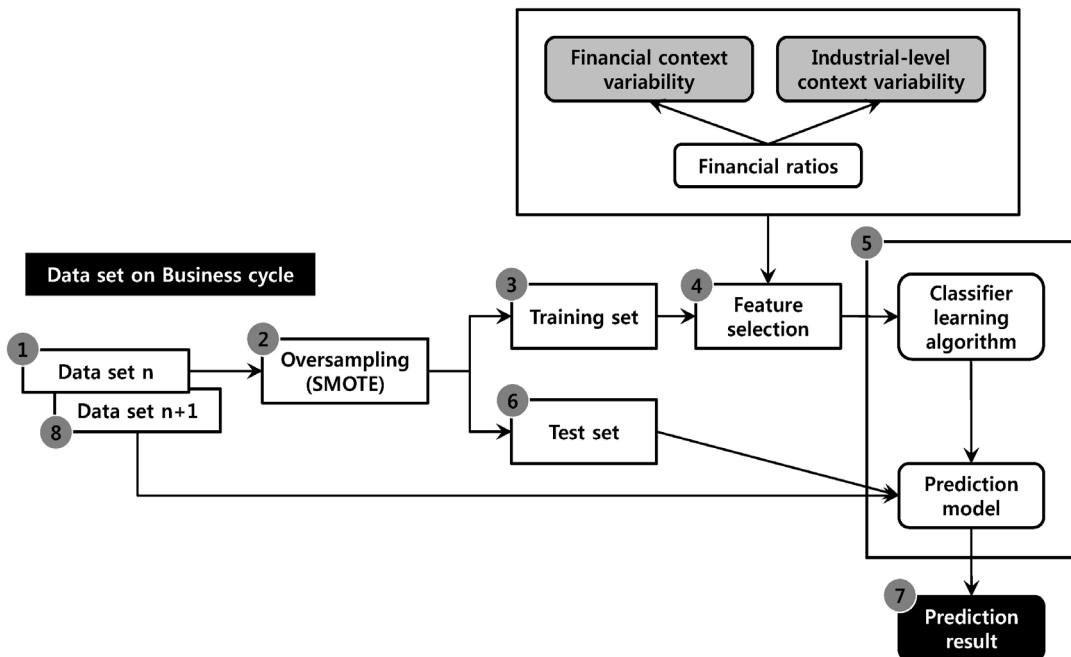 Financial context
variability
Industrial-level
context variability
Financial ratios
Data set on Business cycle
1
Data set n
8
Data set n+1
2
Oversampling
(SMOTE)
3
Training set
4
Feature
selection
5
Classifier
learning
algorithm
6
Test set
Prediction
model
7
Prediction
result